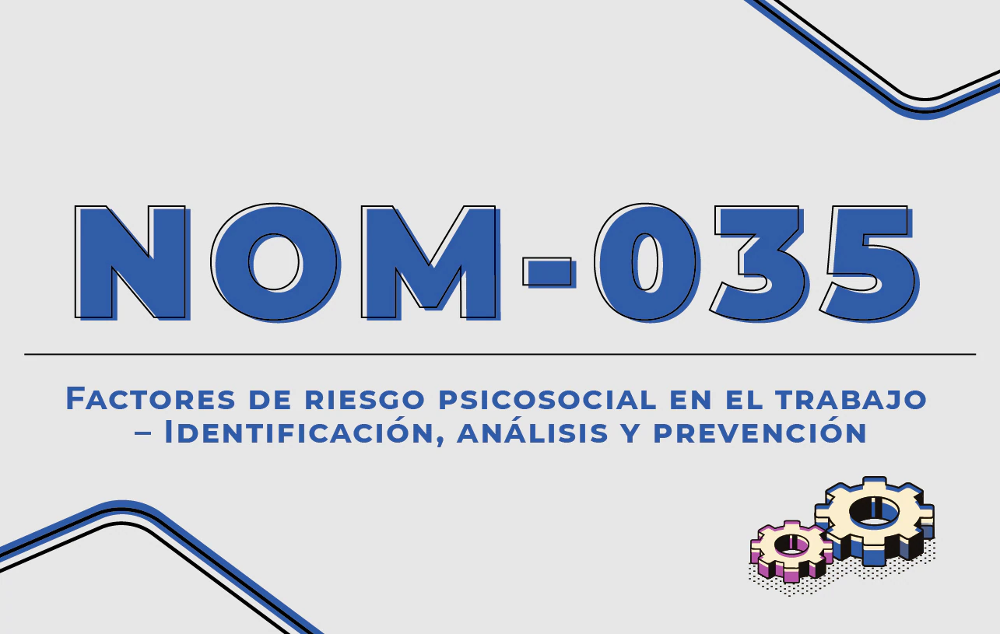 NOM-035
Factores de riesgo psicosocial en el trabajo
– Identificación, análisis y prevención